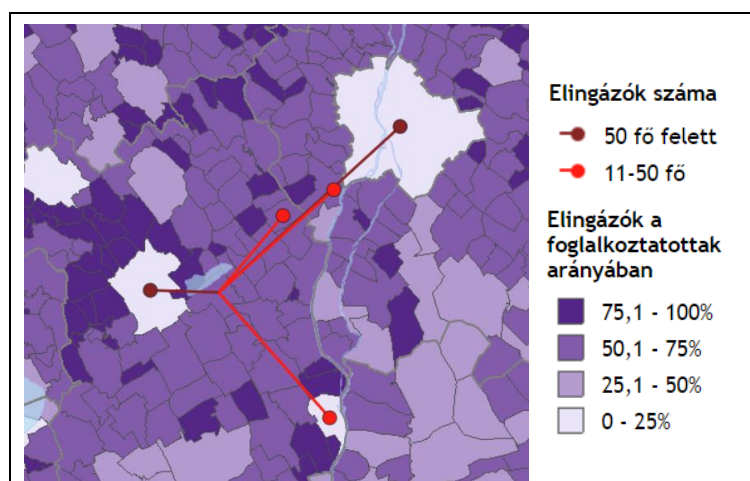 Elingázók száma
50 fő felett
11-50 fő
Elingázók a
foglalkoztatottak
arányában
75,1 - 100%
50,1 - 75%
25,1 - 50%
0 - 25%